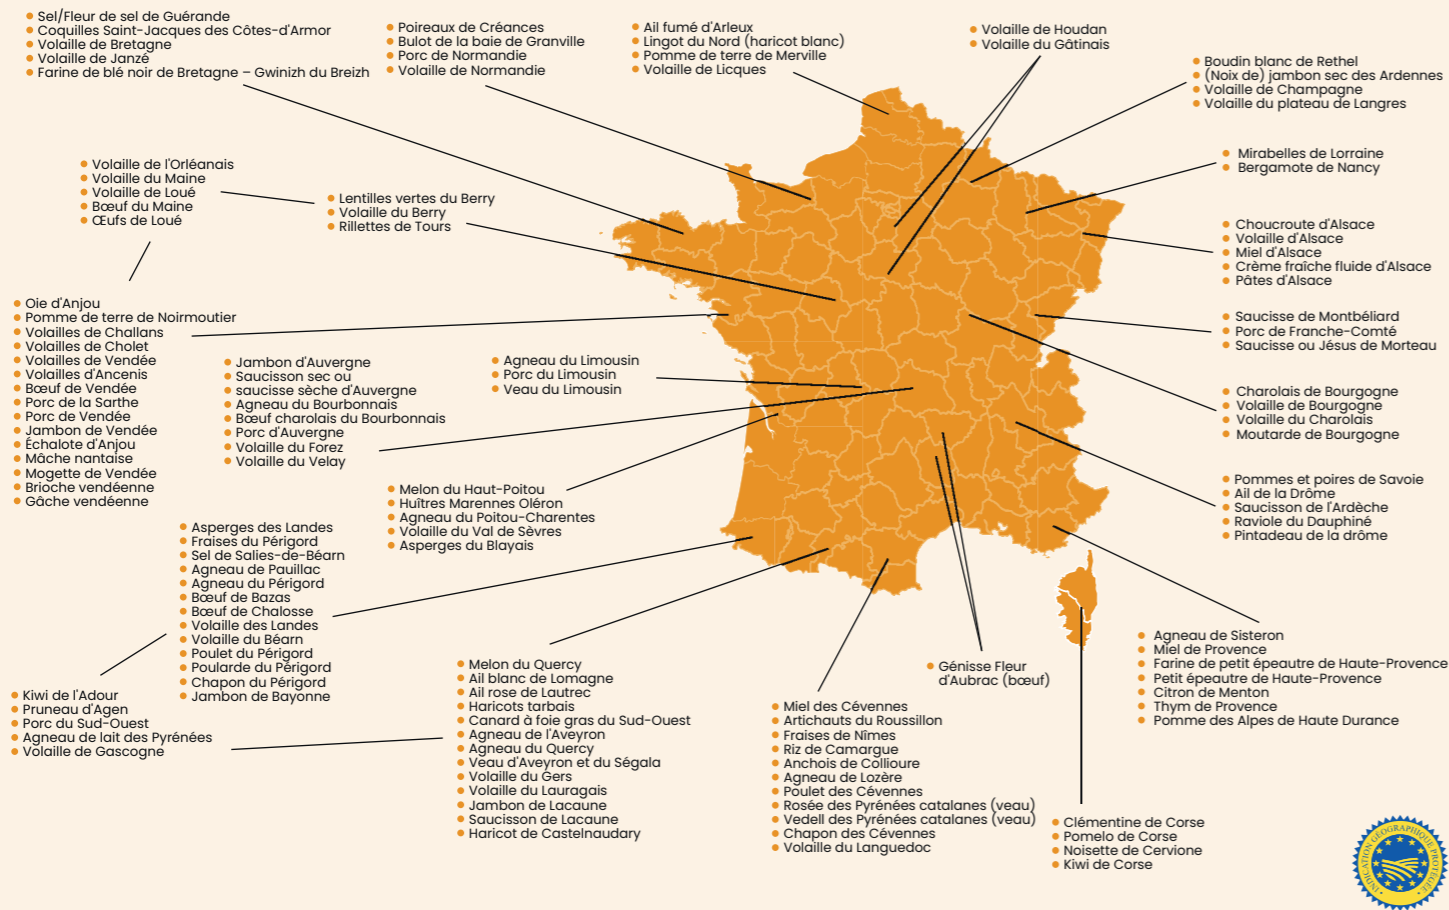 Sel/Fleur de sel de Guérande
Coquilles Saint-Jacques des Côtes-d'Armor
Volaille de Bretagne
Volaille de Janzé
Farine de blé noir de Bretagne – Gwinizh du Breizh
Poireaux de Créances
Bulot de la baie de Granville
Porc de Normandie
Volaille de Normandie
Ail fumé d'Arleux
Lingot du Nord (haricot blanc)
Pomme de terre de Merville
Volaille de Licques
Volaille de Houdan
Volaille du Gâtinais
Boudin blanc de Rethel
(Noix de) jambon sec des Ardennes
Volaille de Champagne
Volaille du plateau de Langres
Mirabelles de Lorraine
Bergamote de Nancy
Volaille de l'Orléanais
Volaille du Maine
Volaille de Loué
Bœuf du Maine
Œufs de Loué
Lentilles vertes du Berry
Volaille du Berry
Rillettes de Tours
Choucroute d'Alsace
Volaille d'Alsace
Miel d'Alsace
Crème fraîche fluide d'Alsace
Pâtes d'Alsace
Oie d'Anjou
Pomme de terre de Noirmoutier
Volailles de Challans
Volailles de Cholet
Volailles de Vendée
Volailles d'Ancenis
Bœuf de Vendée
Porc de la Sarthe
Porc de Vendée
Jambon de Vendée
Échalote d'Anjou
Mâche nantaise
Mogette de Vendée
Brioche vendéenne
Gâche vendéenne
Saucisse de Montbéliard
Porc de Franche-Comté
Saucisse ou Jésus de Morteau
Jambon d'Auvergne
Saucisson sec ou
saucisse sèche d'Auvergne
Agneau du Bourbonnais
Bœuf charolais du Bourbonnais
Porc d'Auvergne
Volaille du Forez
Volaille du Velay
Agneau du Limousin
Porc du Limousin
Veau du Limousin
Charolais de Bourgogne
Volaille de Bourgogne
Volaille du Charolais
Moutarde de Bourgogne
Melon du Haut-Poitou
Huîtres Marennes Oléron
Agneau du Poitou-Charentes
Volaille du Val de Sèvres
Asperges du Blayais
Pommes et poires de Savoie
Ail de la Drôme
Saucisson de l'Ardèche
Raviole du Dauphiné
Pintadeau de la drôme
Asperges des Landes
Fraises du Périgord
Sel de Salies-de-Béarn
Agneau de Pauillac
Agneau du Périgord
Bœuf de Bazas
Bœuf de Chalosse
Volaille des Landes
Volaille du Béarn
Poulet du Périgord
Poularde du Périgord
Chapon du Périgord
Jambon de Bayonne
Kiwi de l'Adour
Pruneau d'Agen
Porc du Sud-Ouest
Agneau de lait des Pyrénées
Volaille de Gascogne
Melon du Quercy
Ail blanc de Lomagne
Ail rose de Lautrec
Haricots tarbais
Canard à foie gras du Sud-Ouest
Agneau de l'Aveyron
Agneau du Quercy
Veau d'Aveyron et du Ségala
Volaille du Gers
Volaille du Lauragais
Jambon de Lacaune
Saucisson de Lacaune
Haricot de Castelnaudary
Génisse Fleur
d'Aubrac (bœuf)
Miel des Cévennes
Artichauts du Roussillon
Fraises de Nîmes
Riz de Camargue
Anchois de Collioure
Agneau de Lozère
Poulet des Cévennes
Rosée des Pyrénées catalanes (veau)
Vedell des Pyrénées catalanes (veau)
Chapon des Cévennes
Volaille du Languedoc
Agneau de Sisteron
Miel de Provence
Farine de petit épeautre de Haute-Provence
Petit épeautre de Haute-Provence
Citron de Menton
Thym de Provence
Pomme des Alpes de Haute Durance
Clémentine de Corse
Pomelo de Corse
Noisette de Cervione
Kiwi de Corse
INDICATION GÉOGRAPHIQUE PROTÉGÉE